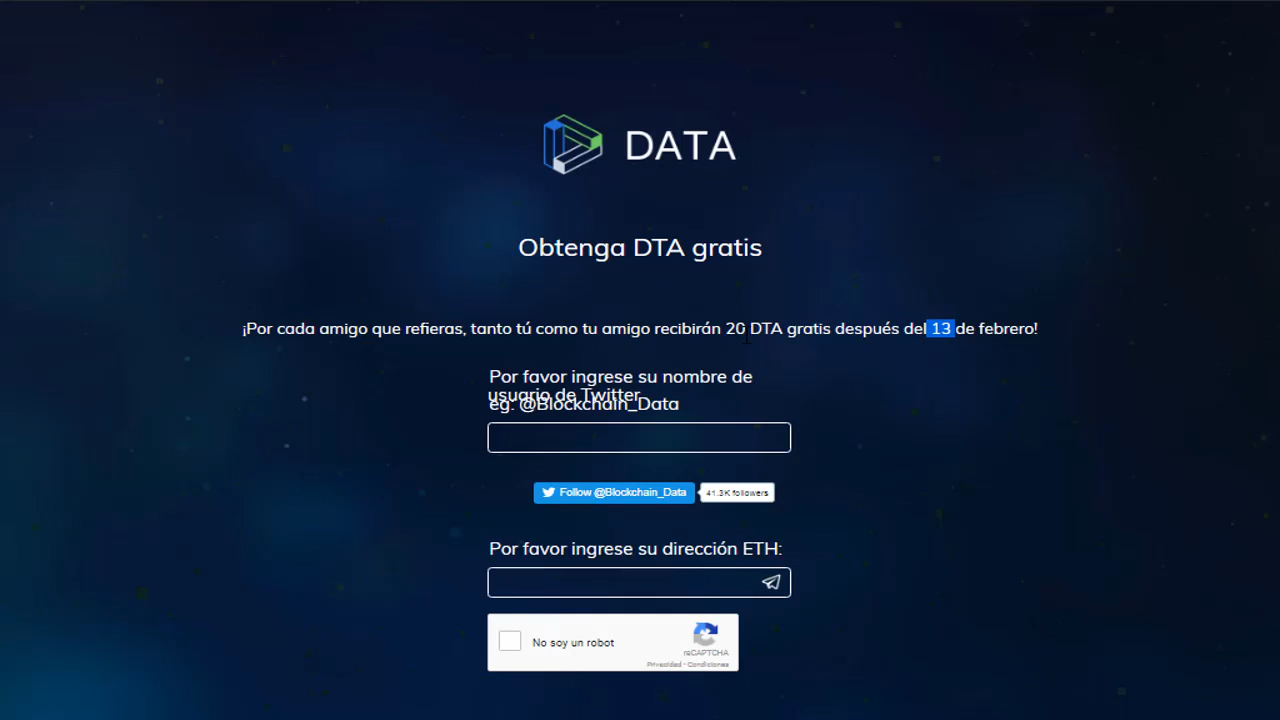 DATA
Obtenga DTA gratis
¡Por cada amigo que refieras, tanto tú como tu amigo recibirán 20 DTA gratis después del 13 de febrero!
Por favor ingrese su nombre de
usuario de Twitter
eg: @Blockchain_Data
Follow @Blockchain_Data
41.3K followers
Por favor ingrese su dirección ETH:
No soy un robot
reCAPTCHA
Privacidad - Condiciones